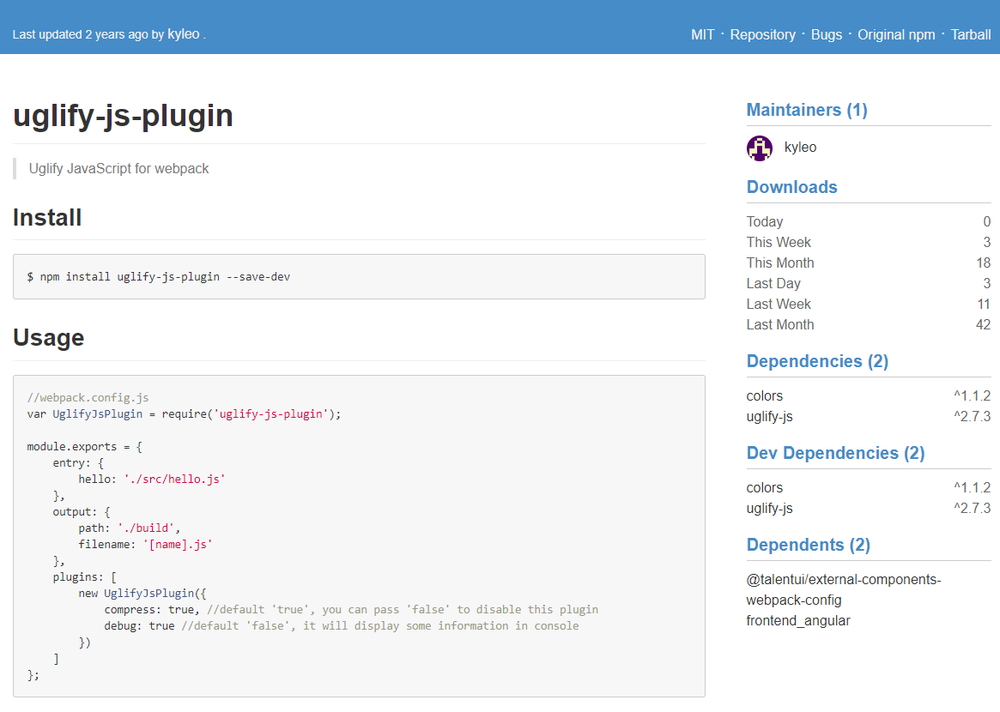 Last updated 2 years ago by kyleo .
MIT · Repository · Bugs · Original npm · Tarball
uglify-js-plugin
Uglify JavaScript for webpack
Install
$ npm install uglify-js-plugin --save-dev
Usage
//webpack.config.js
var UglifyJsPlugin = require('uglify-js-plugin');
module.exports = {
    entry: {
        hello: './src/hello.js'
    },
    output: {
        path: './build',
        filename: '[name].js'
    },
    plugins: [
        new UglifyJsPlugin({
            compress: true, //default 'true', you can pass 'false' to disable this plugin
            debug: true //default 'false', it will display some information in console
        })
    ]
};
Maintainers (1)
kyleo
Downloads
Today 0
This Week 3
This Month 18
Last Day 3
Last Week 11
Last Month 42
Dependencies (2)
colors ^1.1.2
uglify-js ^2.7.3
Dev Dependencies (2)
colors ^1.1.2
uglify-js ^2.7.3
Dependents (2)
@talentui/external-components-
webpack-config
frontend_angular